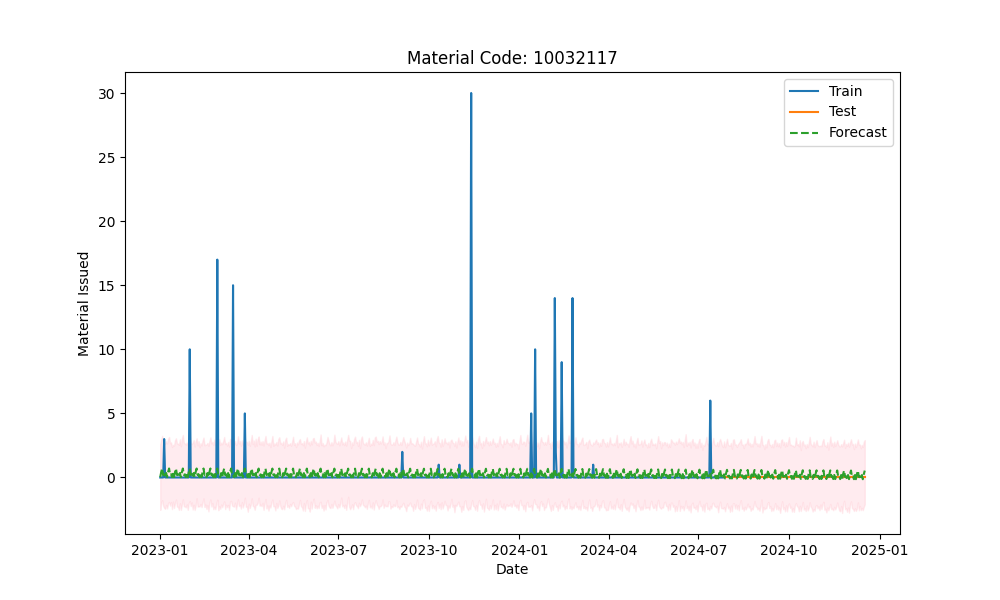 Material Code: 10032117
Train
Test
Forecast
30
25
20
15
10
5
0
Material Issued
2023-01 2023-04 2023-07 2023-10 2024-01 2024-04 2024-07 2024-10 2025-01
Date